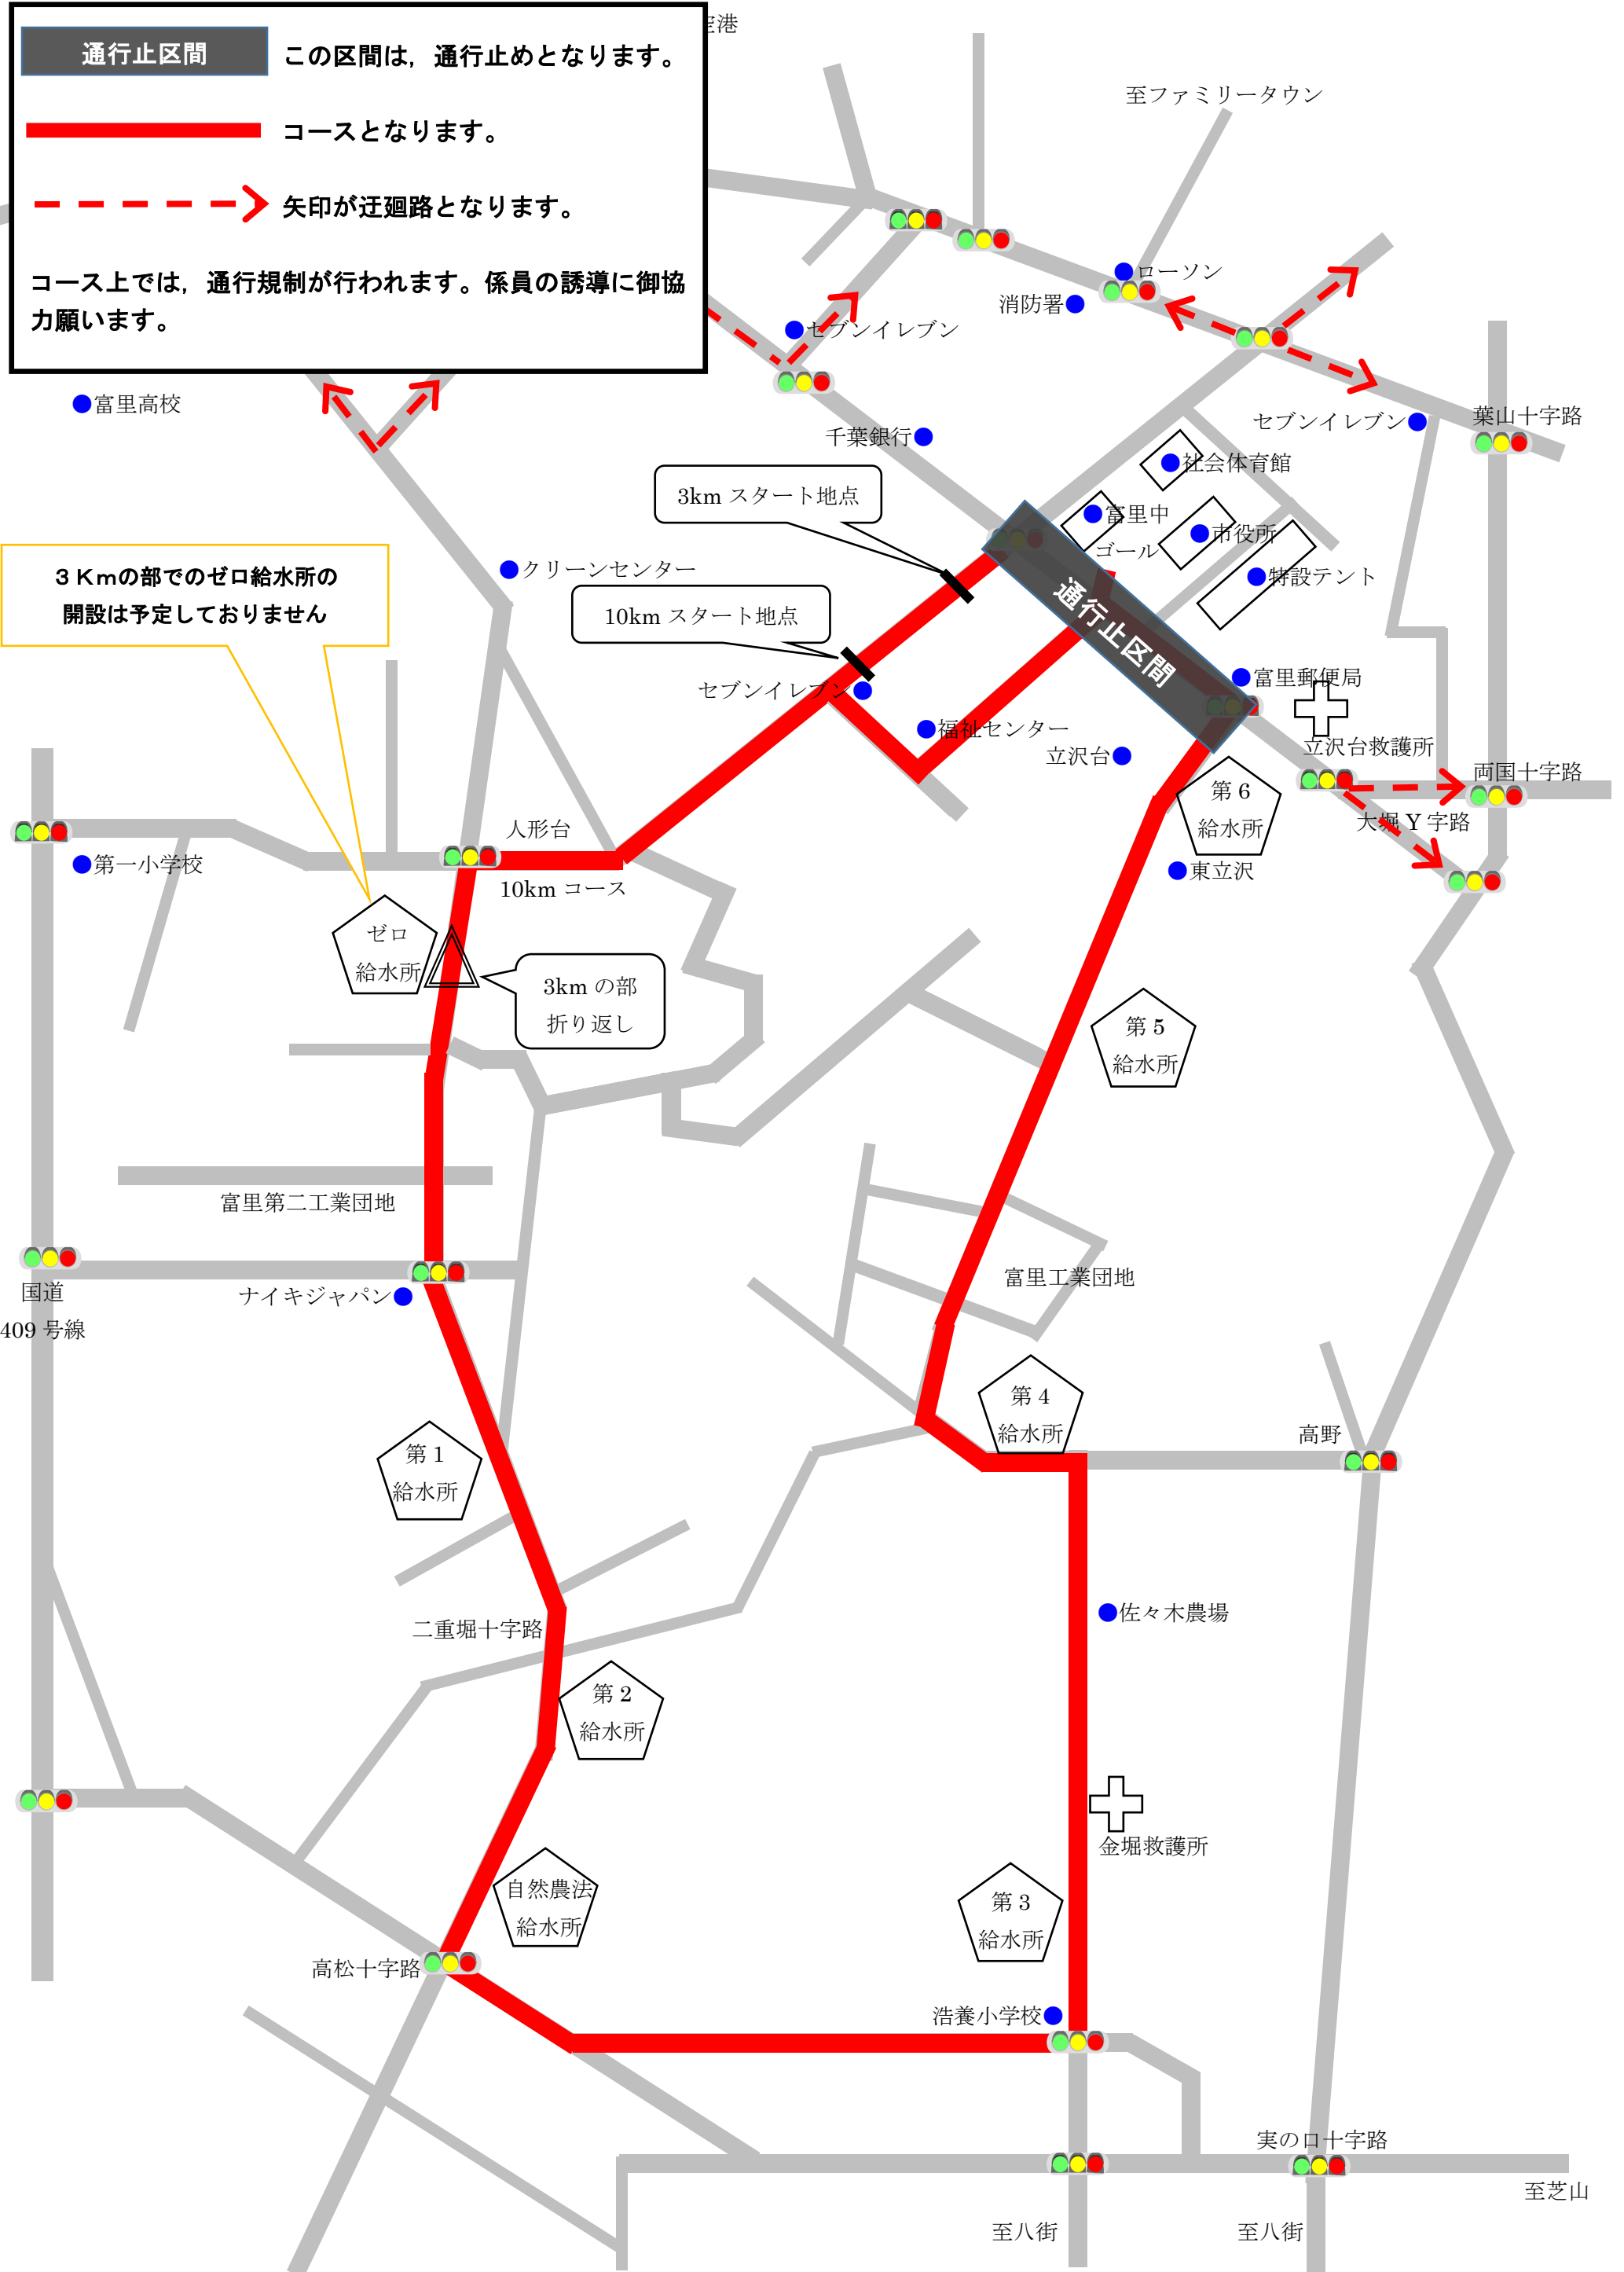 通行止区間
この区間は，通行止めとなります。
コースとなります。
矢印が迂廻路となります。
コース上では，通行規制が行われます。係員の誘導に御協
力願います。
空港
至ファミリータウン
ローソン
消防署
セブンイレブン
富里高校
千葉銀行
セブンイレブン
葉山十字路
社会体育館
3km スタート地点
富里中
市役所
ゴール
特設テント
通行止区間
クリーンセンター
３Ｋｍの部でのゼロ給水所の
開設は予定しておりません
10km スタート地点
セブンイレブン
富里郵便局
福祉センター
立沢台
立沢台救護所
両国十字路
第 6
給水所
大堀 Y 字路
人形台
第一小学校
10km コース
東立沢
ゼロ
給水所
3km の部
折り返し
第 5
給水所
富里第二工業団地
国道
409 号線
ナイキジャパン
富里工業団地
第 4
給水所
高野
第 1
給水所
二重堀十字路
佐々木農場
第 2
給水所
金堀救護所
自然農法
給水所
第 3
給水所
高松十字路
浩養小学校
実の口十字路
至芝山
至八街
至八街